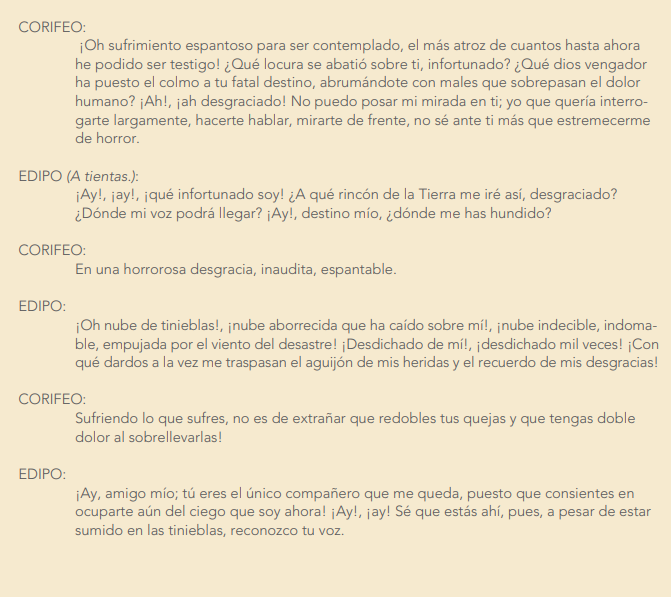 CORIFEO:
¡Oh sufrimiento espantoso para ser contemplado, el más atroz de cuantos hasta ahora
he podido ser testigo! ¿Qué locura se abatió sobre ti, infortunado? ¿Qué dios vengador
ha puesto el colmo a tu fatal destino, abrumándote con males que sobrepasan el dolor
humano? ¡Ah!, ¡ah desgraciado! No puedo posar mi mirada en ti; yo que quería interro-
garte largamente, hacerte hablar, mirarte de frente, no sé ante ti más que estremecerme
de horror.
EDIPO (A tientas.):
¡Ay!, ¡ay!, ¡qué infortunado soy! ¿A qué rincón de la Tierra me iré así, desgraciado?
¿Dónde mi voz podrá llegar? ¡Ay!, destino mío, ¿dónde me has hundido?
CORIFEO:
En una horrorosa desgracia, inaudita, espantable.
EDIPO:
¡Oh nube de tinieblas!, ¡nube aborrecida que ha caído sobre mí!, ¡nube indecible, indoma-
ble, empujada por el viento del desastre! ¡Desdichado de mí!, ¡desdichado mil veces! ¡Con
qué dardos a la vez me traspasan el aguijón de mis heridas y el recuerdo de mis desgracias!
CORIFEO:
Sufriendo lo que sufres, no es de extrañar que redobles tus quejas y que tengas doble
dolor al sobrellevarlas!
EDIPO:
¡Ay, amigo mío; tú eres el único compañero que me queda, puesto que consientes en
ocuparte aún del ciego que soy ahora! ¡Ay!, ¡ay! Sé que estás ahí, pues, a pesar de estar
sumido en las tinieblas, reconozco tu voz.